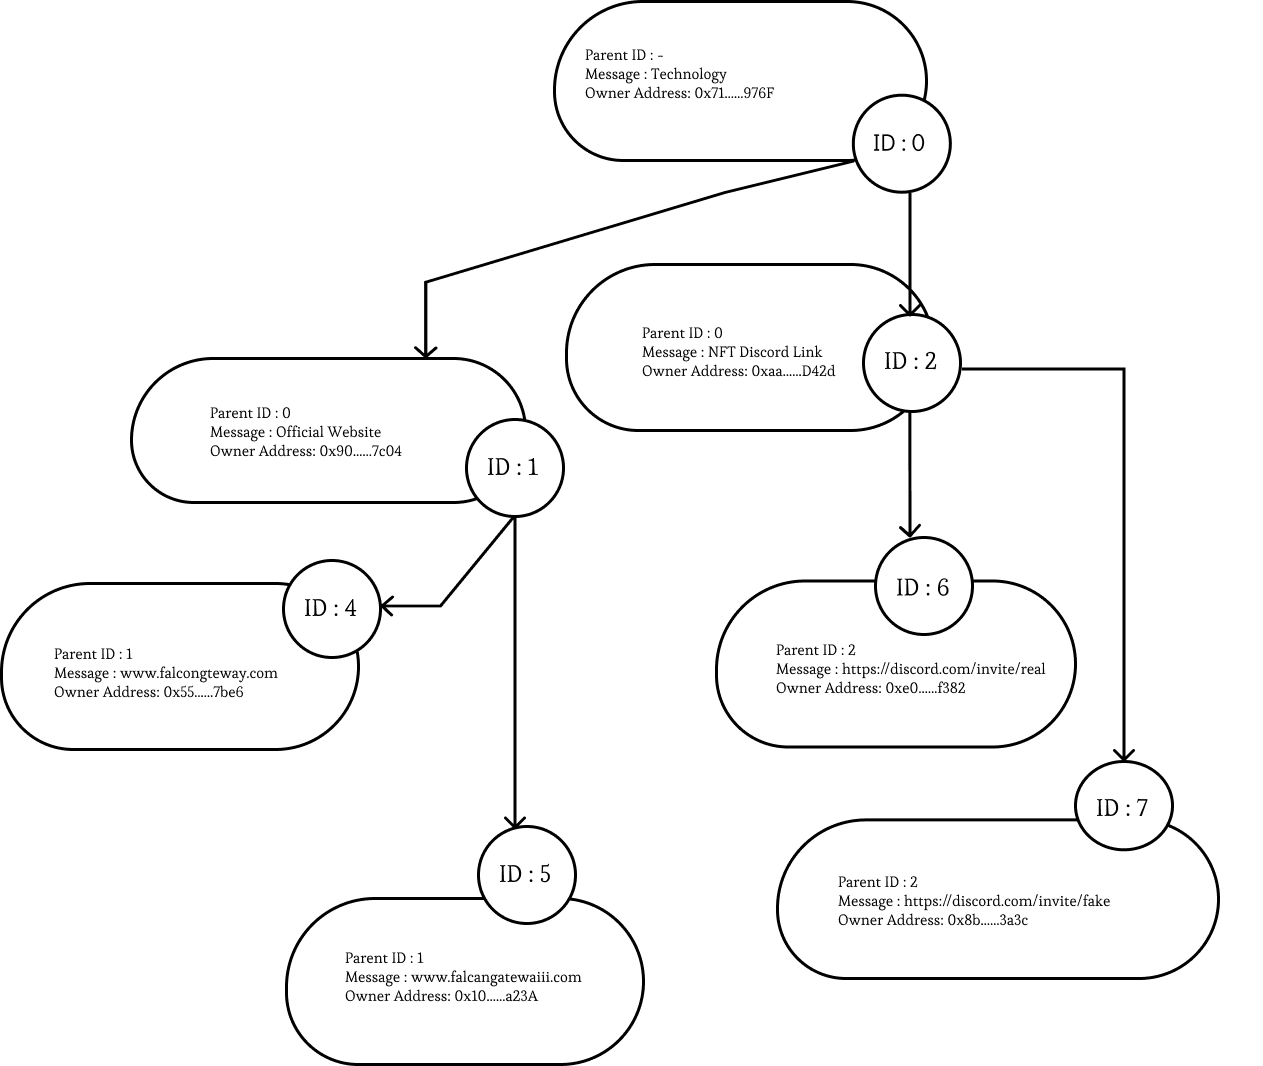 Parent ID : -
Message : Technology
Owner Address: 0x71......976F
ID : 0
Parent ID : 0
Message : NFT Discord Link
Owner Address: 0xaa......D42d
ID : 2
Parent ID : 0
Message : Official Website
Owner Address: 0x90......7c04
ID : 1
ID : 4
Parent ID : 1
Message : www.falcongteway.com
Owner Address: 0x55......7be6
ID : 6
Parent ID : 2
Message : https://discord.com/invite/real
Owner Address: 0xe0......f382
ID : 7
Parent ID : 2
Message : https://discord.com/invite/fake
Owner Address: 0x8b......3a3c
ID : 5
Parent ID : 1
Message : www.falcangatewaiii.com
Owner Address: 0x10......a23A